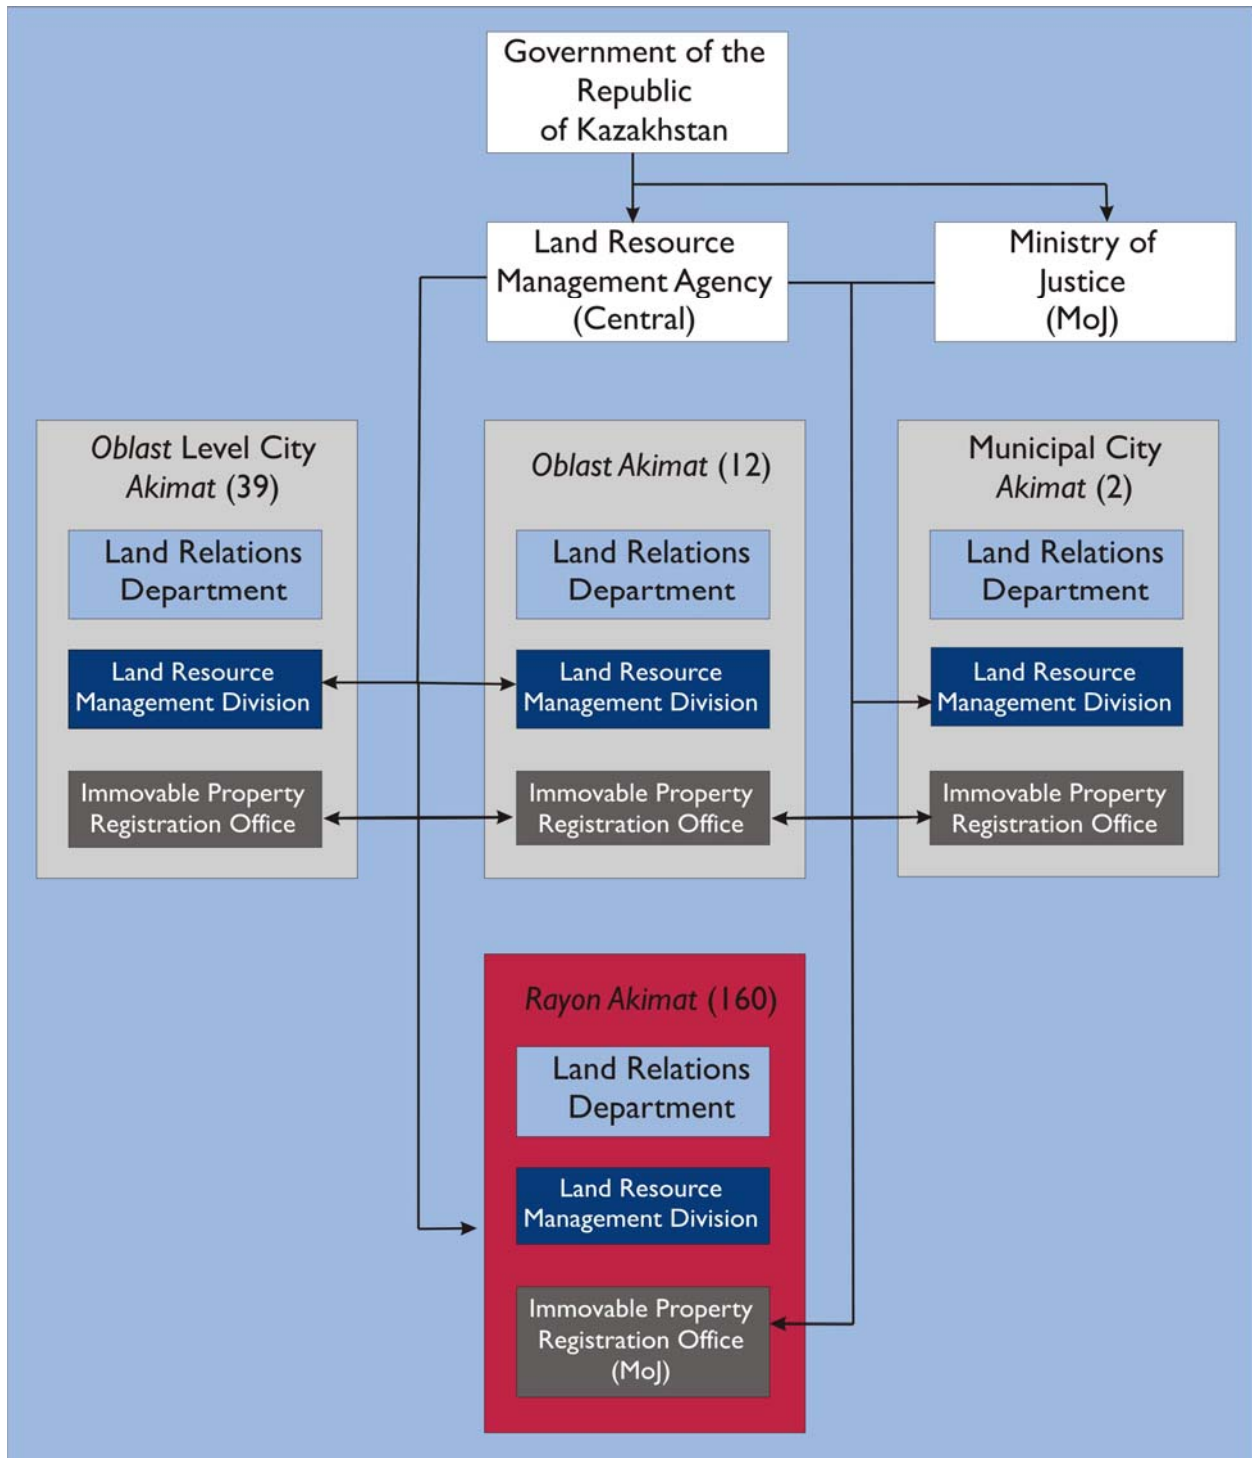 Government of the
Republic
of Kazakhstan
Land Resource
Management Agency
(Central)
Ministry of
Justice
(MoJ)
Oblast Level City
Akimat (39)
Land Relations
Department
Land Resource
Management Division
Immovable Property
Registration Office
Oblast Akimat (12)
Land Relations
Department
Land Resource
Management Division
Immovable Property
Registration Office
Municipal City
Akimat (2)
Land Relations
Department
Land Resource
Management Division
Immovable Property
Registration Office
Rayon Akimat (160)
Land Relations
Department
Land Resource
Management Division
Immovable Property
Registration Office
(MoJ)